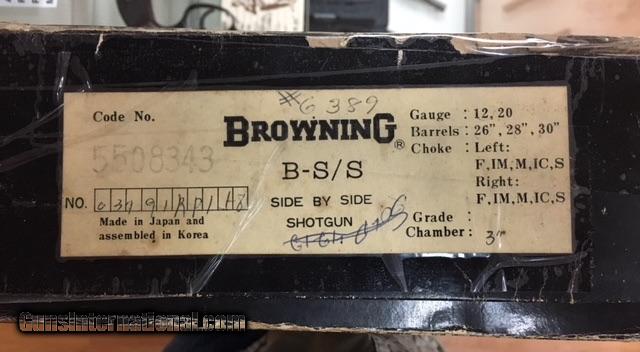 #6389
Code No.
5508343
BROWNING®
B-S/S
SIDE BY SIDE
SHOTGUN
NO.
Made in Japan and
assembled in Korea
Gauge : 12, 20
Barrels : 26", 28", 30"
Choke : Left:
F, IM, M, IC, S
Right:
F, IM, M, IC, S
Grade :
Chamber : 3"
GunsInternational.com